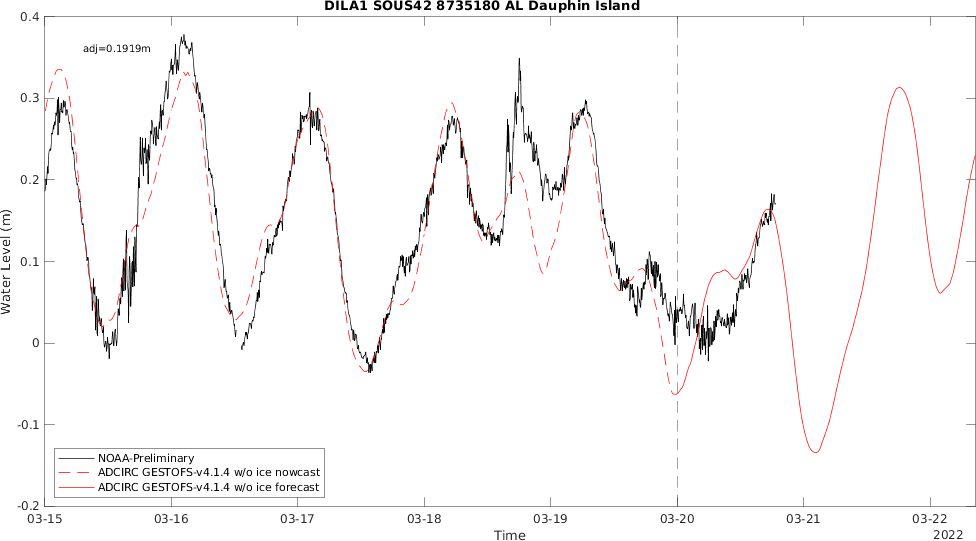 DILA1 SOUS42 8735180 AL Dauphin Island
adj=0.1919m
0.4
0.3
0.2
0.1
0
-0.1
-0.2
Water Level (m)
NOAA-Preliminary
ADCIRC GESTOFS-v4.1.4 w/o ice nowcast
ADCIRC GESTOFS-v4.1.4 w/o ice forecast
03-15 03-16 03-17 03-18 03-19 03-20 03-21 03-22
Time
2022